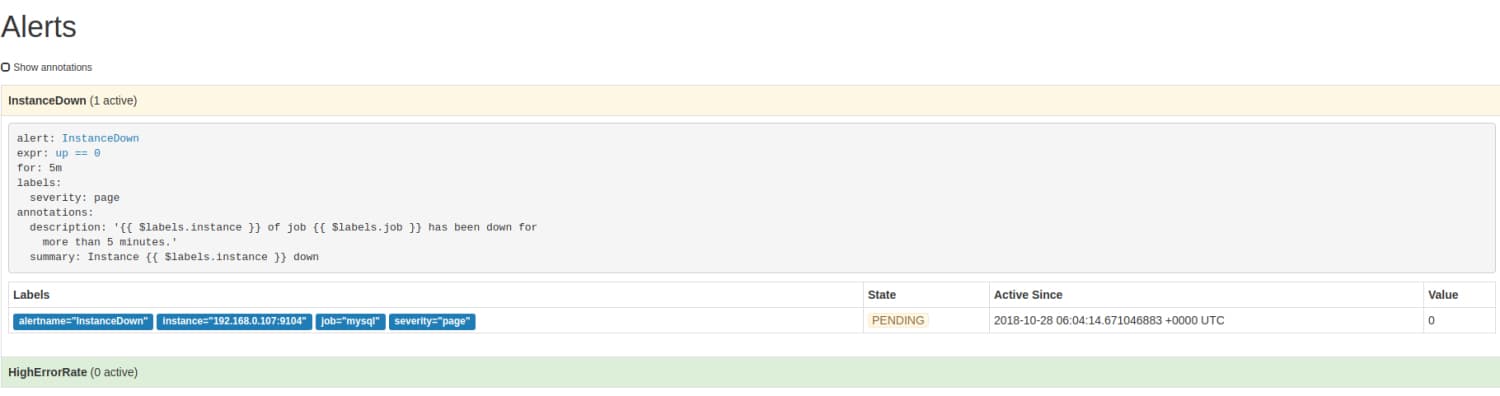 Alerts
Show annotations
InstanceDown (1 active)
alert: InstanceDown
expr: up == 0
for: 5m
labels:
  severity: page
annotations:
  description: '{{ $labels.instance }} of job {{ $labels.job }} has been down for
    more than 5 minutes.'
  summary: Instance {{ $labels.instance }} down
Labels State Active Since Value
alertname="InstanceDown" instance="192.168.0.107:9104" job="mysql" severity="page" PENDING 2018-10-28 06:04:14.671046883 +0000 UTC 0
HighErrorRate (0 active)